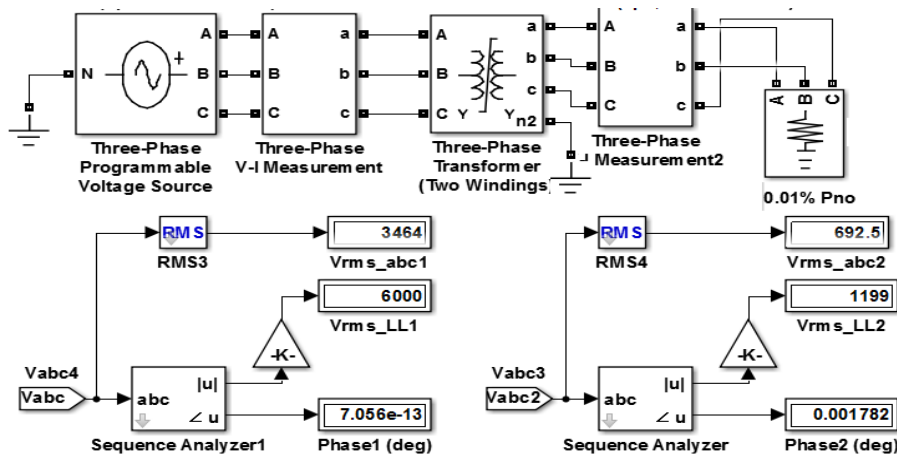 N
+
A
B
C
A
B
C
a
b
c
A
B
C
Y
Y
a
b
c
n2
A
B
C
a
b
c
A
B
C
Three-Phase
Programmable
Voltage Source
Three-Phase
V-I Measurement
Three-Phase
Transformer
(Two Windings)
Three-Phase
Measurement2
0.01% Pno
RMS
RMS3
3464
Vrms_abc1
6000
Vrms_LL1
-K-
Vabc4
Vabc
abc
|u|
∠ u
Sequence Analyzer1
7.056e-13
Phase1 (deg)
RMS
RMS4
692.5
Vrms_abc2
1199
Vrms_LL2
-K-
Vabc3
Vabc2
abc
|u|
∠ u
Sequence Analyzer
0.001782
Phase2 (deg)